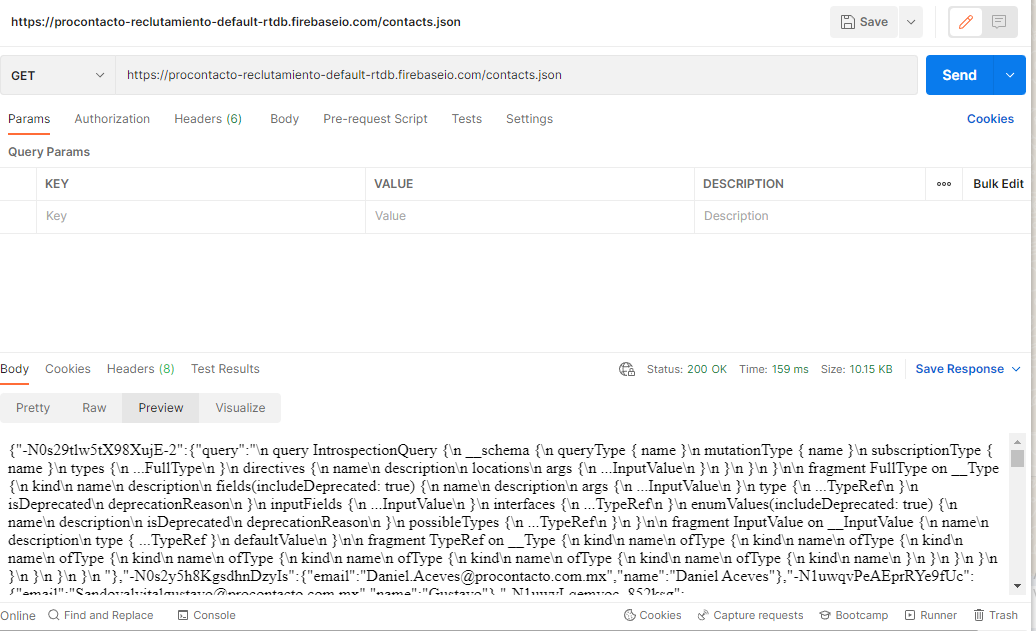 https://procontacto-reclutamiento-default-rtdb.firebaseio.com/contacts.json
Save
GET
https://procontacto-reclutamiento-default-rtdb.firebaseio.com/contacts.json
Send
Params Authorization Headers (6) Body Pre-request Script Tests Settings Cookies
Query Params
KEY VALUE DESCRIPTION ooo Bulk Edit
Key Value Description
Body Cookies Headers (8) Test Results Status: 200 OK Time: 159 ms Size: 10.15 KB Save Response
Pretty Raw Preview Visualize
{"-N0s29tlw5tX98XujE-2":{"query":"\n query IntrospectionQuery {\n __schema {\n queryType { name }\n mutationType { name }\n subscriptionType {
name }\n types {\n ...FullType\n }\n directives {\n name\n description\n locations\n args {\n ...InputValue\n }\n }\n }\n }\n\n fragment FullType on __Type
{\n kind\n name\n description\n fields(includeDeprecated: true) {\n name\n description\n args {\n ...InputValue\n }\n type {\n ...TypeRef\n }\n
isDeprecated\n deprecationReason\n }\n inputFields {\n ...InputValue\n }\n interfaces {\n ...TypeRef\n }\n enumValues(includeDeprecated: true) {\n
name\n description\n isDeprecated\n deprecationReason\n }\n possibleTypes {\n ...TypeRef\n }\n }\n\n fragment InputValue on __InputValue {\n name\n
description\n type { ...TypeRef }\n defaultValue\n }\n\n fragment TypeRef on __Type {\n kind\n name\n ofType {\n kind\n name\n ofType {\n kind\n
name\n ofType {\n kind\n name\n ofType {\n kind\n name\n ofType {\n kind\n name\n ofType {\n kind\n name\n ofType {\n kind\n name\n }\n }\n }\n }\n
}\n }\n }\n }\n "},"-N0s2y5h8KgsdhnDzyIs":{"email":"Daniel.Aceves@procontacto.com.mx","name":"Daniel Aceves"},"-N1uwqvPeAEprRYe9fUc":
{"email":"Sandovalvitalgustavo@procontacto.com.mx","name":"Gustavo"},
Online Find and Replace Console Cookies Capture requests Bootcamp Runner Trash